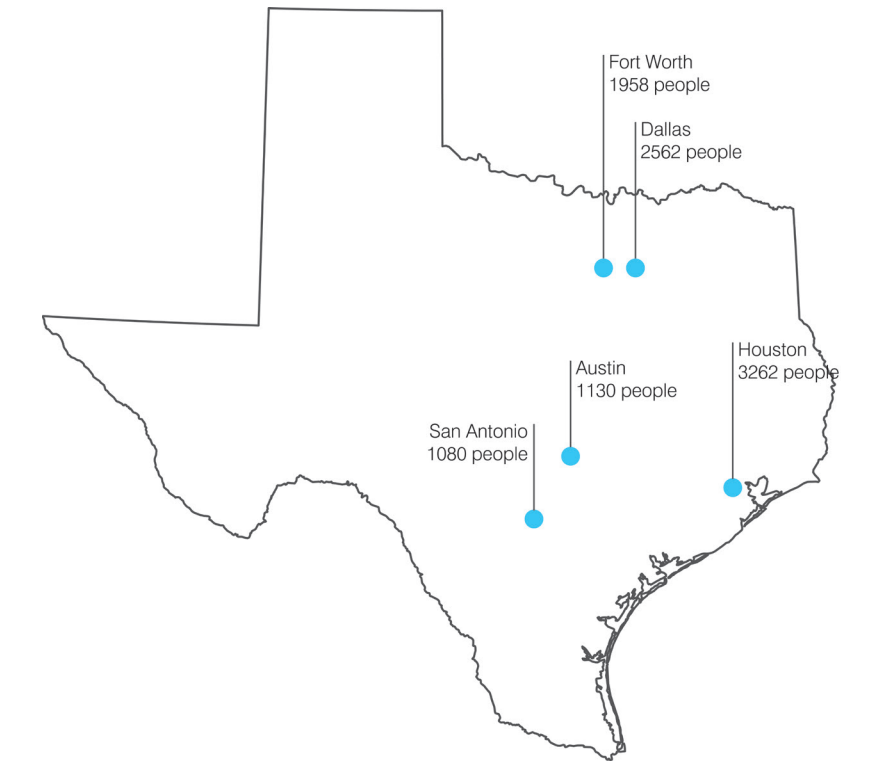 Fort Worth
1958 people
Dallas
2562 people
Houston
3262 people
Austin
1130 people
San Antonio
1080 people